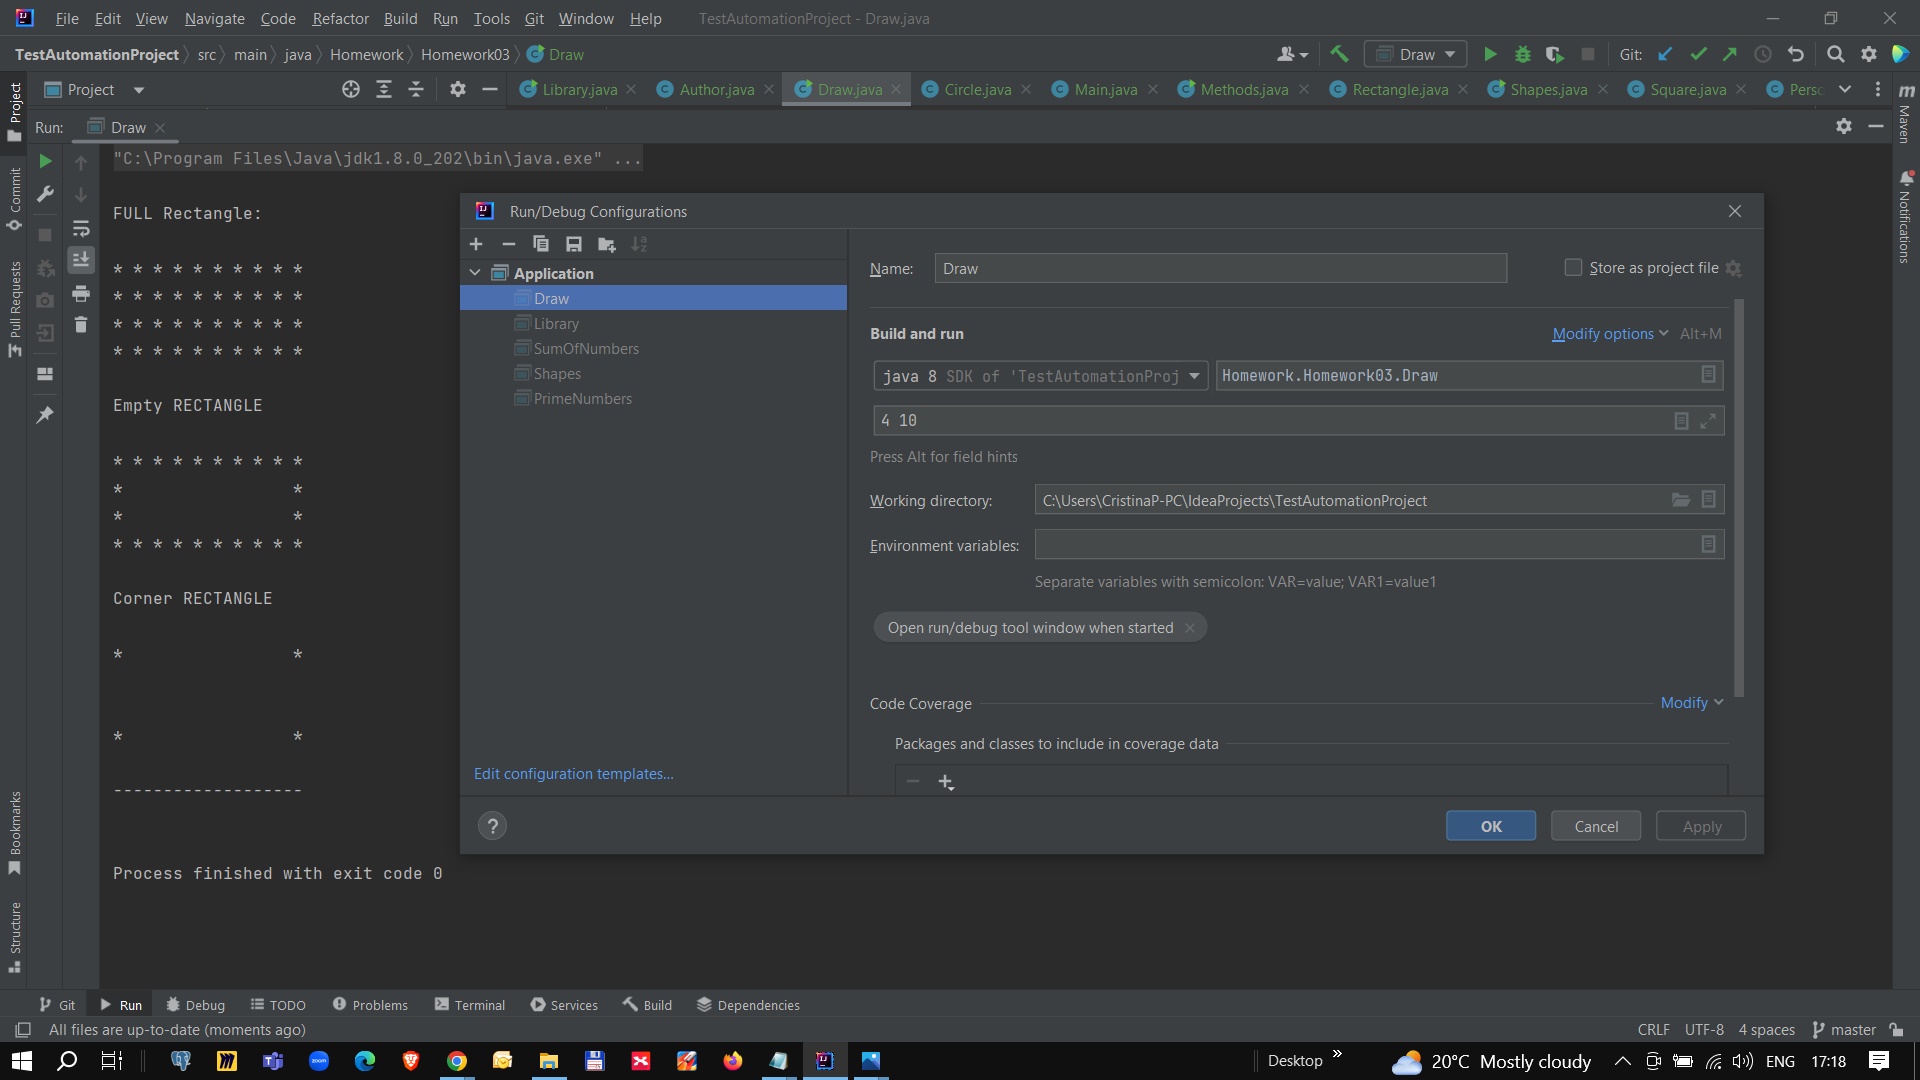 File Edit View Navigate Code Refactor Build Run Tools Git Window Help TestAutomationProject - Draw.java
TestAutomationProject src main java Homework Homework03 Draw
Draw Git:
Project Library.java Author.java Draw.java Circle.java Main.java Methods.java Rectangle.java Shapes.java Square.java
Run: Draw
"C:\Program Files\Java\jdk1.8.0_202\bin\java.exe" ...
FULL Rectangle:
* * * * * * * * * *
* * * * * * * * * *
* * * * * * * * * *
* * * * * * * * * *
Empty RECTANGLE
* * * * * * * * * *
*                 *
*                 *
* * * * * * * * * *
Corner RECTANGLE
*                 *
*                 *
-------------------
Process finished with exit code 0
Run/Debug Configurations
Application
Draw
Library
SumOfNumbers
Shapes
PrimeNumbers
Edit configuration templates...
?
Name: Draw Store as project file
Build and run Modify options Alt+M
java 8 SDK of 'TestAutomationProj Homework.Homework03.Draw
4 10
Press Alt for field hints
Working directory: C:\Users\CristinaP-PC\IdeaProjects\TestAutomationProject
Environment variables:
Separate variables with semicolon: VAR=value; VAR1=value1
Open run/debug tool window when started
Code Coverage Modify
Packages and classes to include in coverage data
OK Cancel Apply
Project
Commit
Pull Requests
Bookmarks
Structure
Maven
Notifications
Git Run Debug TODO Problems Terminal Services Build Dependencies
All files are up-to-date (moments ago) CRLF UTF-8 4 spaces master
Desktop 20°C Mostly cloudy ENG 17:18